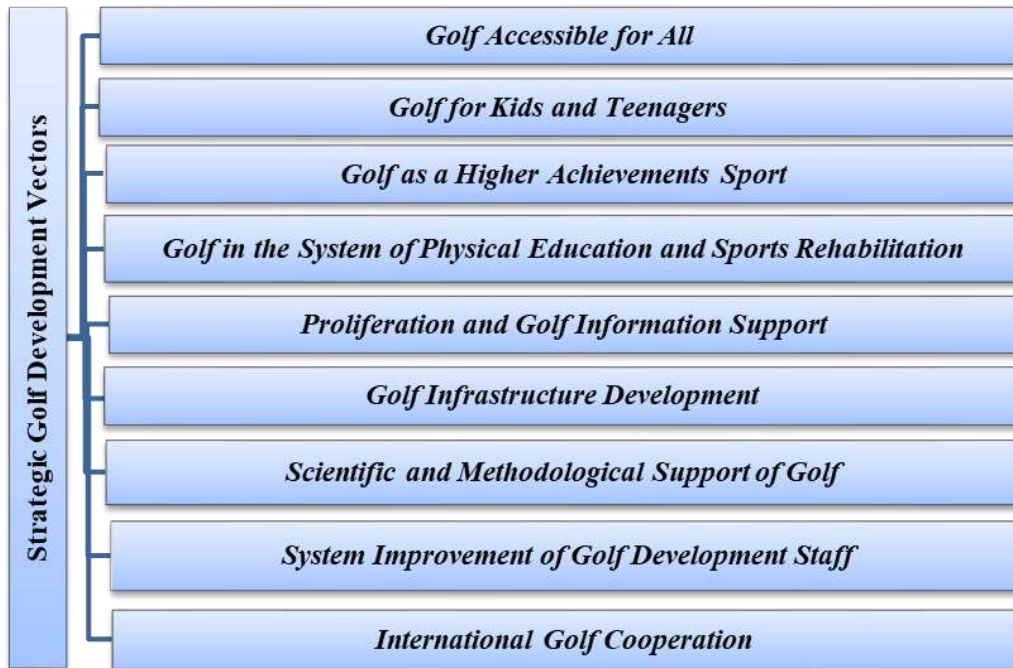 Strategic Golf Development Vectors
Golf Accessible for All
Golf for Kids and Teenagers
Golf as a Higher Achievements Sport
Golf in the System of Physical Education and Sports Rehabilitation
Proliferation and Golf Information Support
Golf Infrastructure Development
Scientific and Methodological Support of Golf
System Improvement of Golf Development Staff
International Golf Cooperation